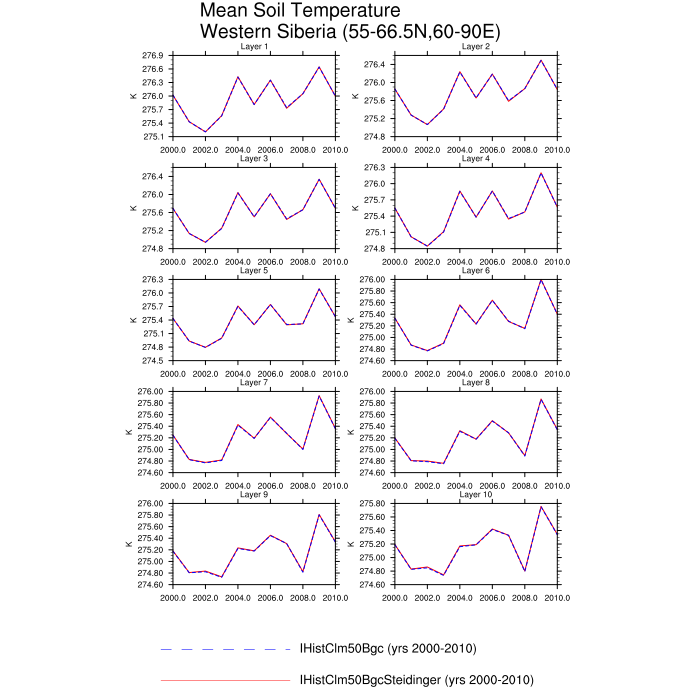 Mean Soil Temperature
Western Siberia (55-66.5N,60-90E)
Layer 1
Layer 2
276.9
276.6
276.3
276.0
275.7
275.4
275.1
K
2000.0 2002.0 2004.0 2006.0 2008.0 2010.0
276.4
276.0
275.6
275.2
274.8
K
2000.0 2002.0 2004.0 2006.0 2008.0 2010.0
Layer 3
Layer 4
276.4
276.0
275.6
275.2
274.8
K
2000.0 2002.0 2004.0 2006.0 2008.0 2010.0
276.3
276.0
275.7
275.4
275.1
274.8
K
2000.0 2002.0 2004.0 2006.0 2008.0 2010.0
Layer 5
Layer 6
276.3
276.0
275.7
275.4
275.1
274.8
274.5
K
2000.0 2002.0 2004.0 2006.0 2008.0 2010.0
276.00
275.80
275.60
275.40
275.20
275.00
274.80
274.60
K
2000.0 2002.0 2004.0 2006.0 2008.0 2010.0
Layer 7
Layer 8
276.00
275.80
275.60
275.40
275.20
275.00
274.80
274.60
K
2000.0 2002.0 2004.0 2006.0 2008.0 2010.0
276.00
275.80
275.60
275.40
275.20
275.00
274.80
274.60
K
2000.0 2002.0 2004.0 2006.0 2008.0 2010.0
Layer 9
Layer 10
276.00
275.80
275.60
275.40
275.20
275.00
274.80
274.60
K
2000.0 2002.0 2004.0 2006.0 2008.0 2010.0
275.80
275.60
275.40
275.20
275.00
274.80
274.60
K
2000.0 2002.0 2004.0 2006.0 2008.0 2010.0
IHistClm50Bgc (yrs 2000-2010)
IHistClm50BgcSteidinger (yrs 2000-2010)